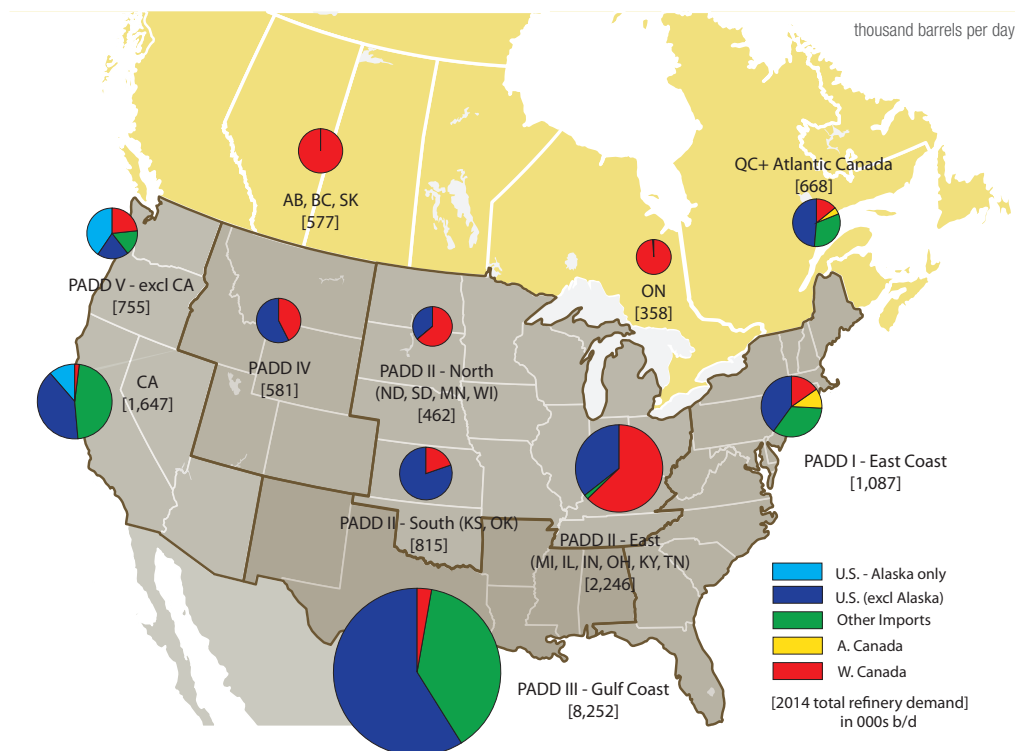 thousand barrels per day
QC+ Atlantic Canada
[668]
AB, BC, SK
[577]
ON
[358]
PADD V - excl CA
[755]
PADD IV
[581]
PADD II - North
(ND, SD, MN, WI)
[462]
CA
[1,647]
PADD I - East Coast
[1,087]
PADD II - South (KS, OK)
[815]
PADD II - East
(MI, IL, IN, OH, KY, TN)
[2,246]
PADD III - Gulf Coast
[8,252]
U.S. - Alaska only
U.S. (excl Alaska)
Other Imports
A. Canada
W. Canada
[2014 total refinery demand]
in 000s b/d